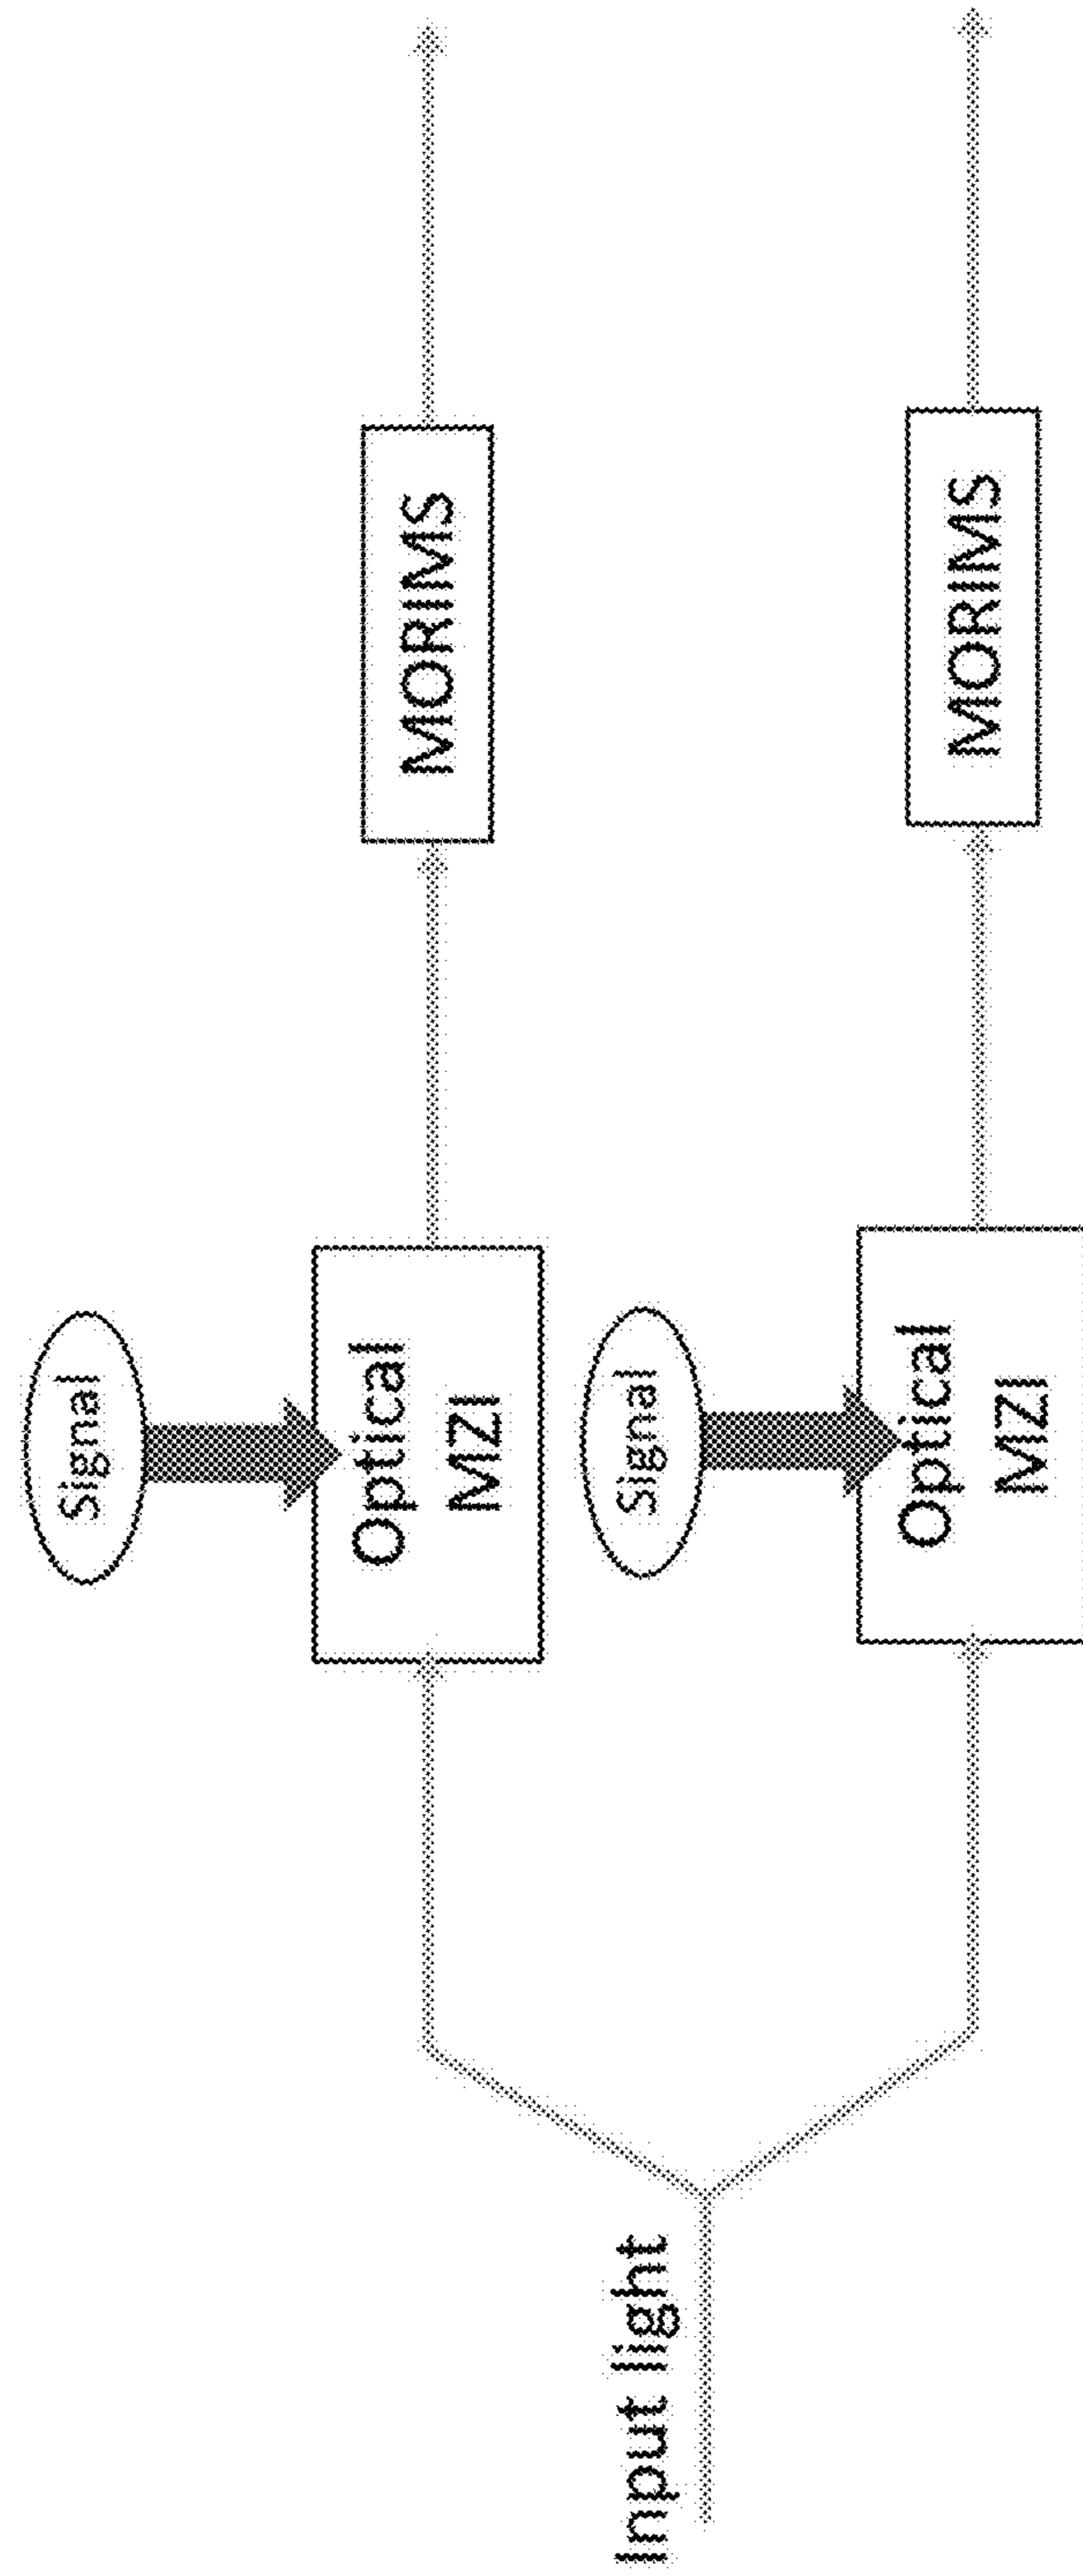 Signal
Optical
MZI
MORIMS
Input light
Signal
Optical
MZI
MORIMS